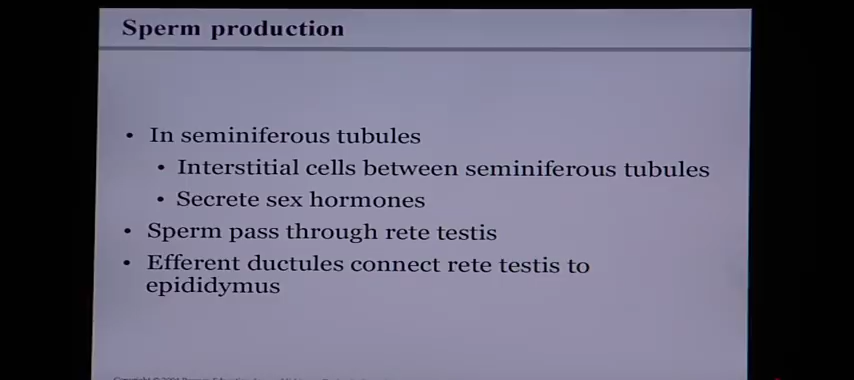 Sperm production
• In seminiferous tubules
• Interstitial cells between seminiferous tubules
• Secrete sex hormones
• Sperm pass through rete testis
• Efferent ductules connect rete testis to
epididymus